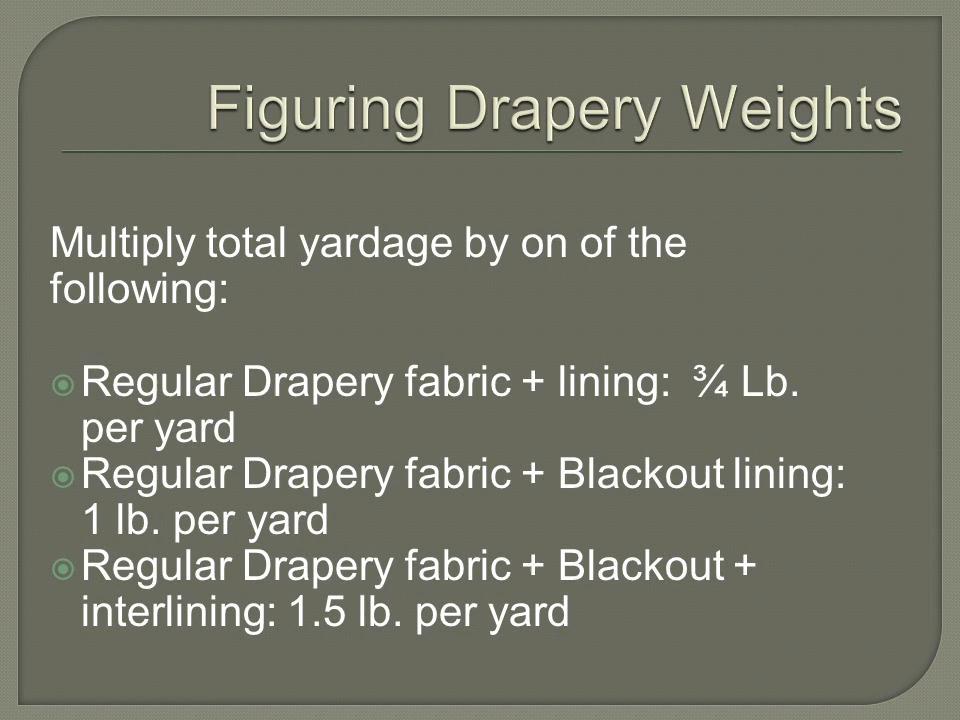 Figuring Drapery Weights
Multiply total yardage by on of the
following:
Regular Drapery fabric + lining:  ¾ Lb.
per yard
Regular Drapery fabric + Blackout lining:
1 lb. per yard
Regular Drapery fabric + Blackout +
interlining: 1.5 lb. per yard